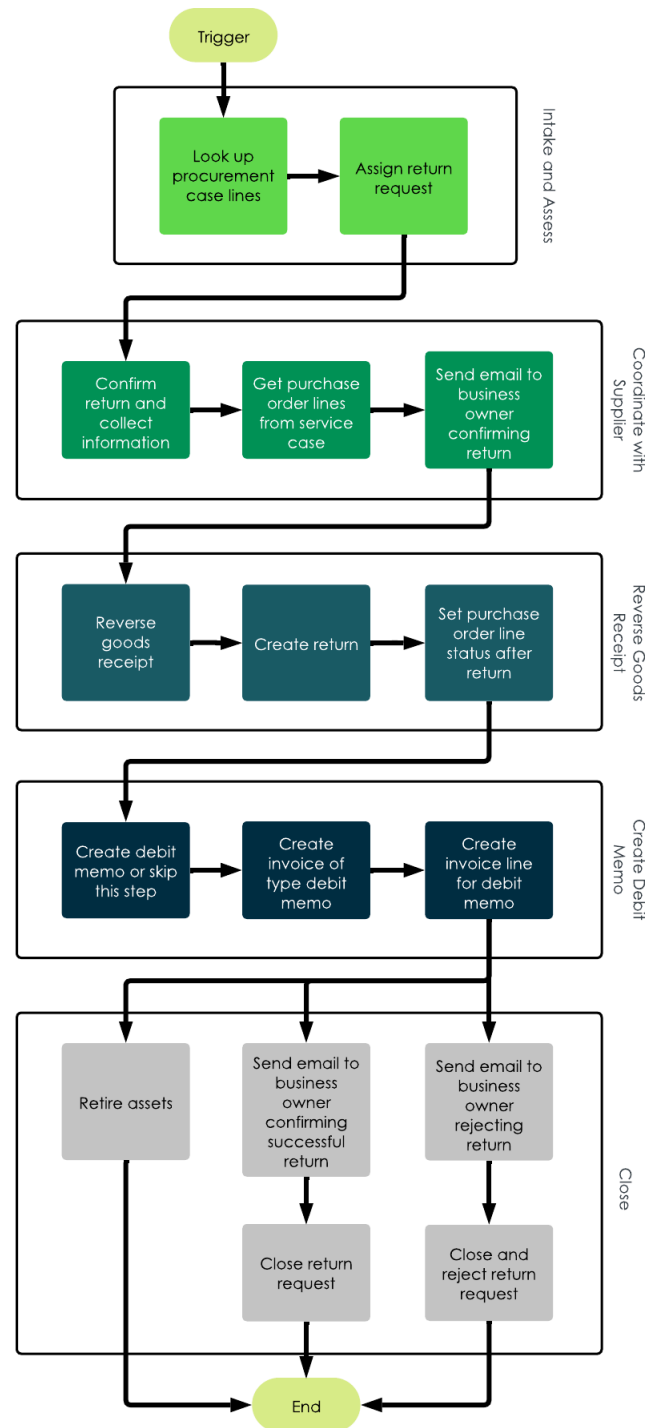 Trigger
Intake and Assess
Look up
procurement
case lines
Assign return
request
Coordinate with
Supplier
Confirm
return and
collect
information
Get purchase
order lines
from service
case
Send email to
business
owner
confirming
return
Reverse Goods
Receipt
Reverse
goods
receipt
Create return
Set purchase
order line
status after
return
Create Debit
Memo
Create debit
memo or skip
this step
Create
invoice of
type debit
memo
Create
invoice line
for debit
memo
Close
Retire assets
Send email to
business
owner
confirming
successful
return
Send email to
business
owner
rejecting
return
Close return
request
Close and
reject return
request
End